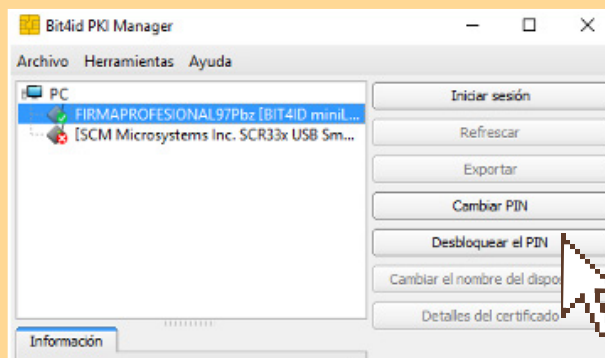 Bit4id PKI Manager
Archivo Herramientas Ayuda
PC
FIRMAPROFESIONAL97Pbz [BIT4ID miniL...
[SCM Microsystems Inc. SCR33x USB Sm...
Iniciar sesión
Refrescar
Exportar
Cambiar PIN
Desbloquear el PIN
Cambiar el nombre del dispo
Detalles del certificado
Información